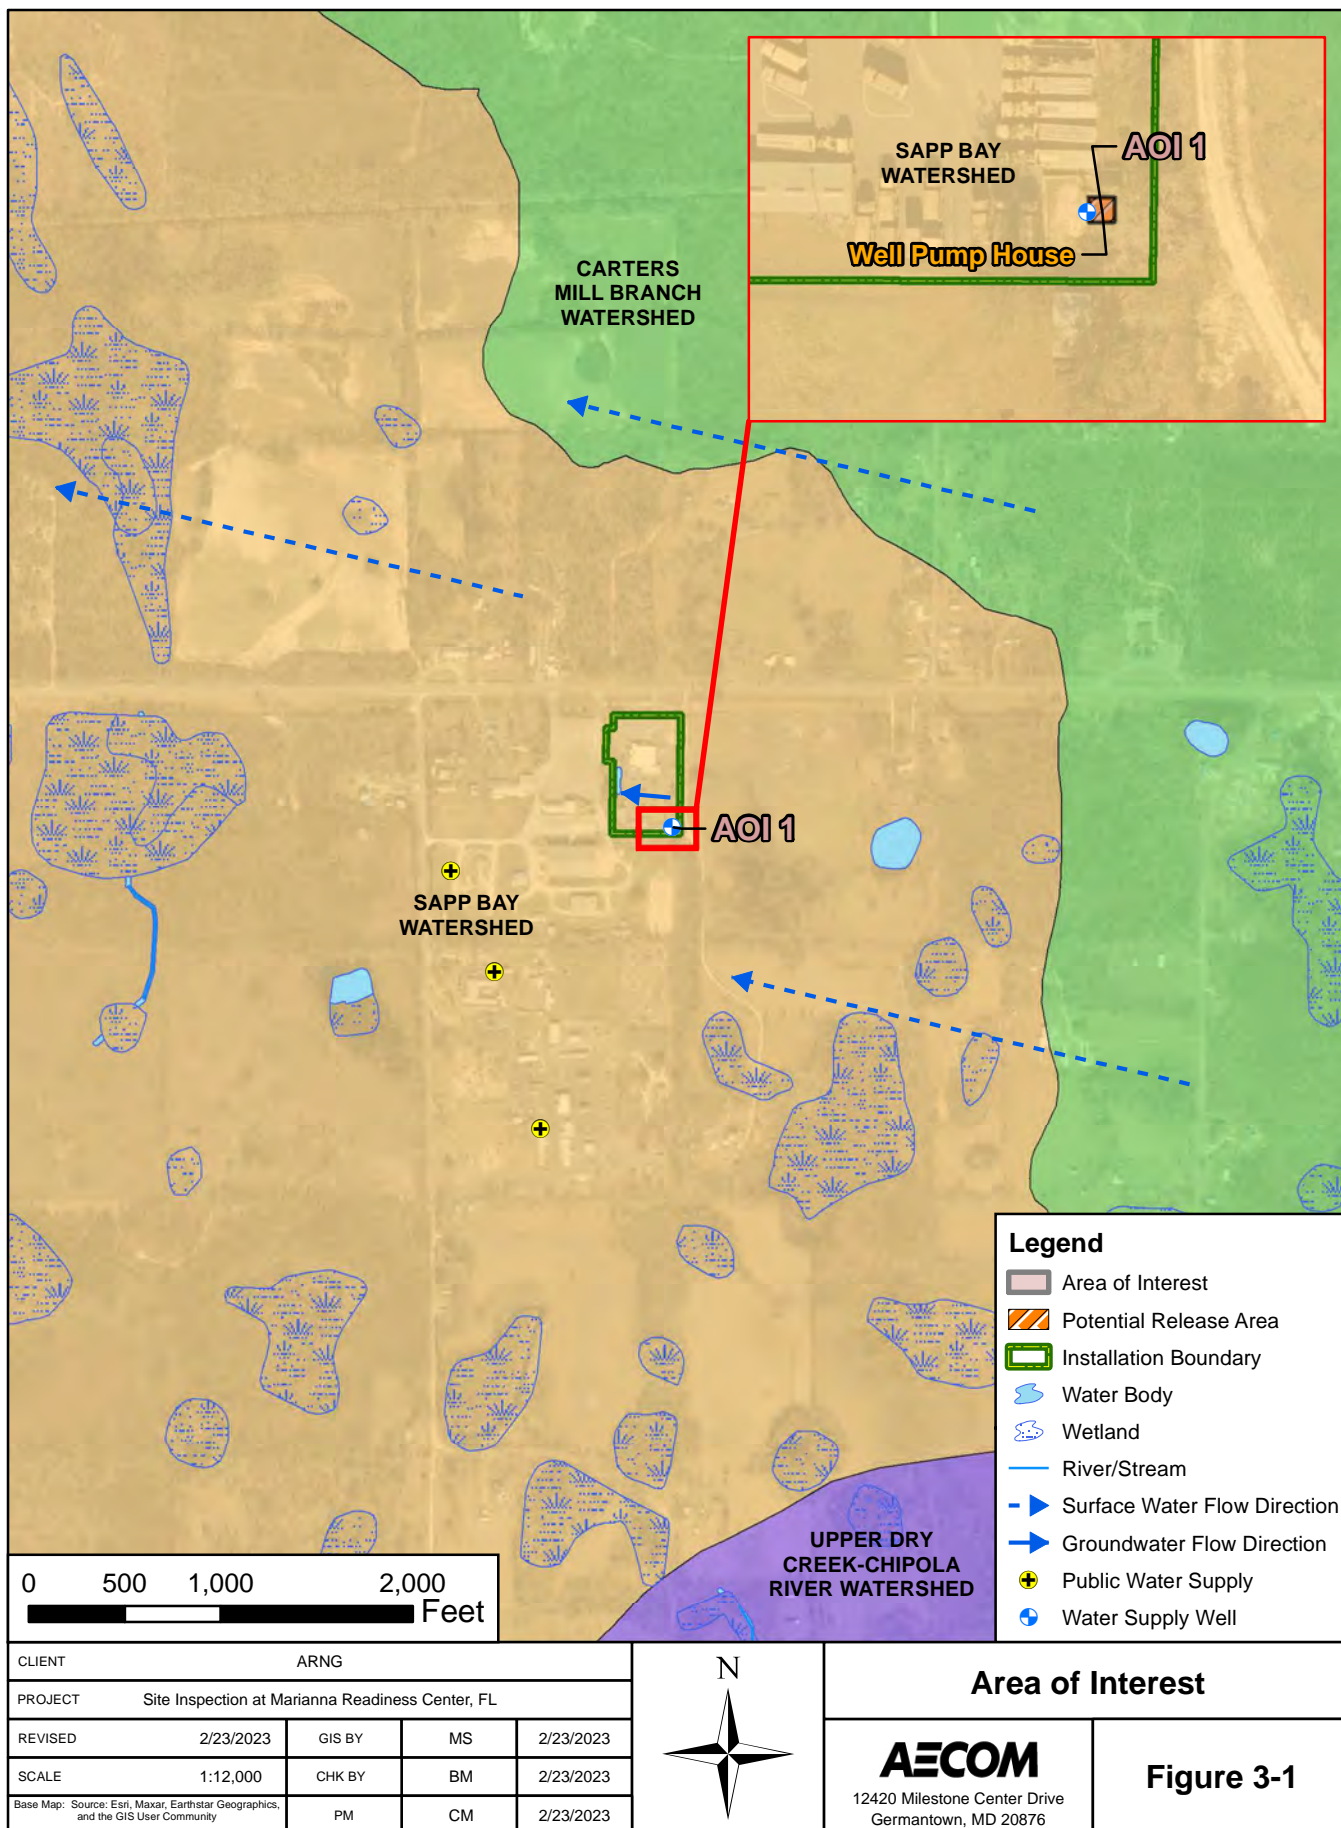 SAPP BAY
WATERSHED
AOI 1
Well Pump House
CARTERS
MILL BRANCH
WATERSHED
AOI 1
SAPP BAY
WATERSHED
UPPER DRY
CREEK-CHIPOLA
RIVER WATERSHED
Legend
Area of Interest
Potential Release Area
Installation Boundary
Water Body
Wetland
River/Stream
Surface Water Flow Direction
Groundwater Flow Direction
Public Water Supply
Water Supply Well
0 500 1,000 2,000
Feet
CLIENT ARNG
PROJECT Site Inspection at Marianna Readiness Center, FL
REVISED 2/23/2023 GIS BY MS 2/23/2023
SCALE 1:12,000 CHK BY BM 2/23/2023
Base Map: Source: Esri, Maxar, Earthstar Geographics,
and the GIS User Community
PM CM 2/23/2023
N
Area of Interest
AECOM
12420 Milestone Center Drive
Germantown, MD 20876
Figure 3-1